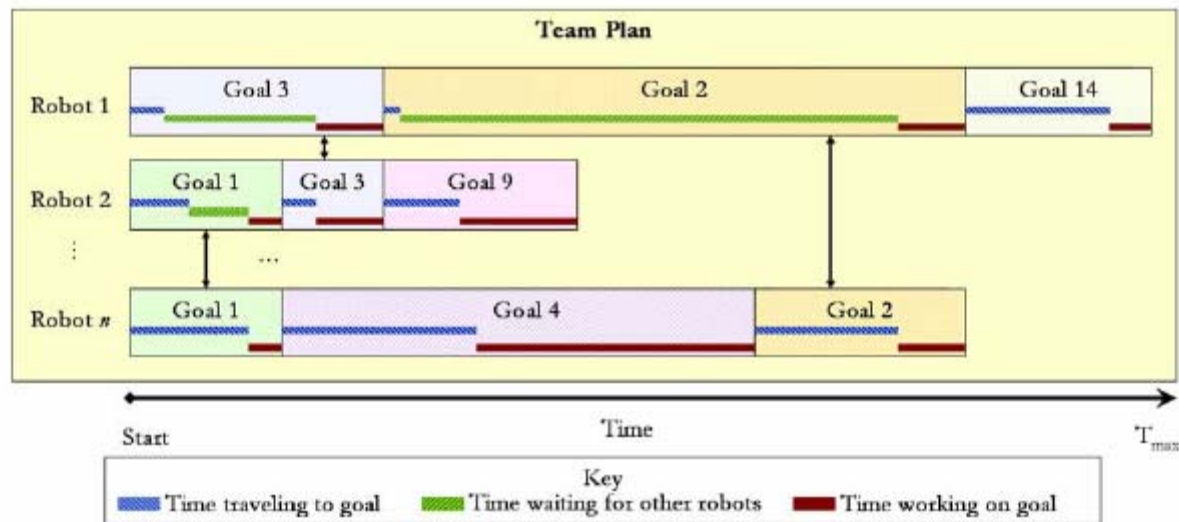 Team Plan
Robot 1
Goal 3
Goal 2
Goal 14
Robot 2
Goal 1
Goal 3
Goal 9
⋮
...
Robot n
Goal 1
Goal 4
Goal 2
Start
Time
Tmax
Key
Time traveling to goal
Time waiting for other robots
Time working on goal